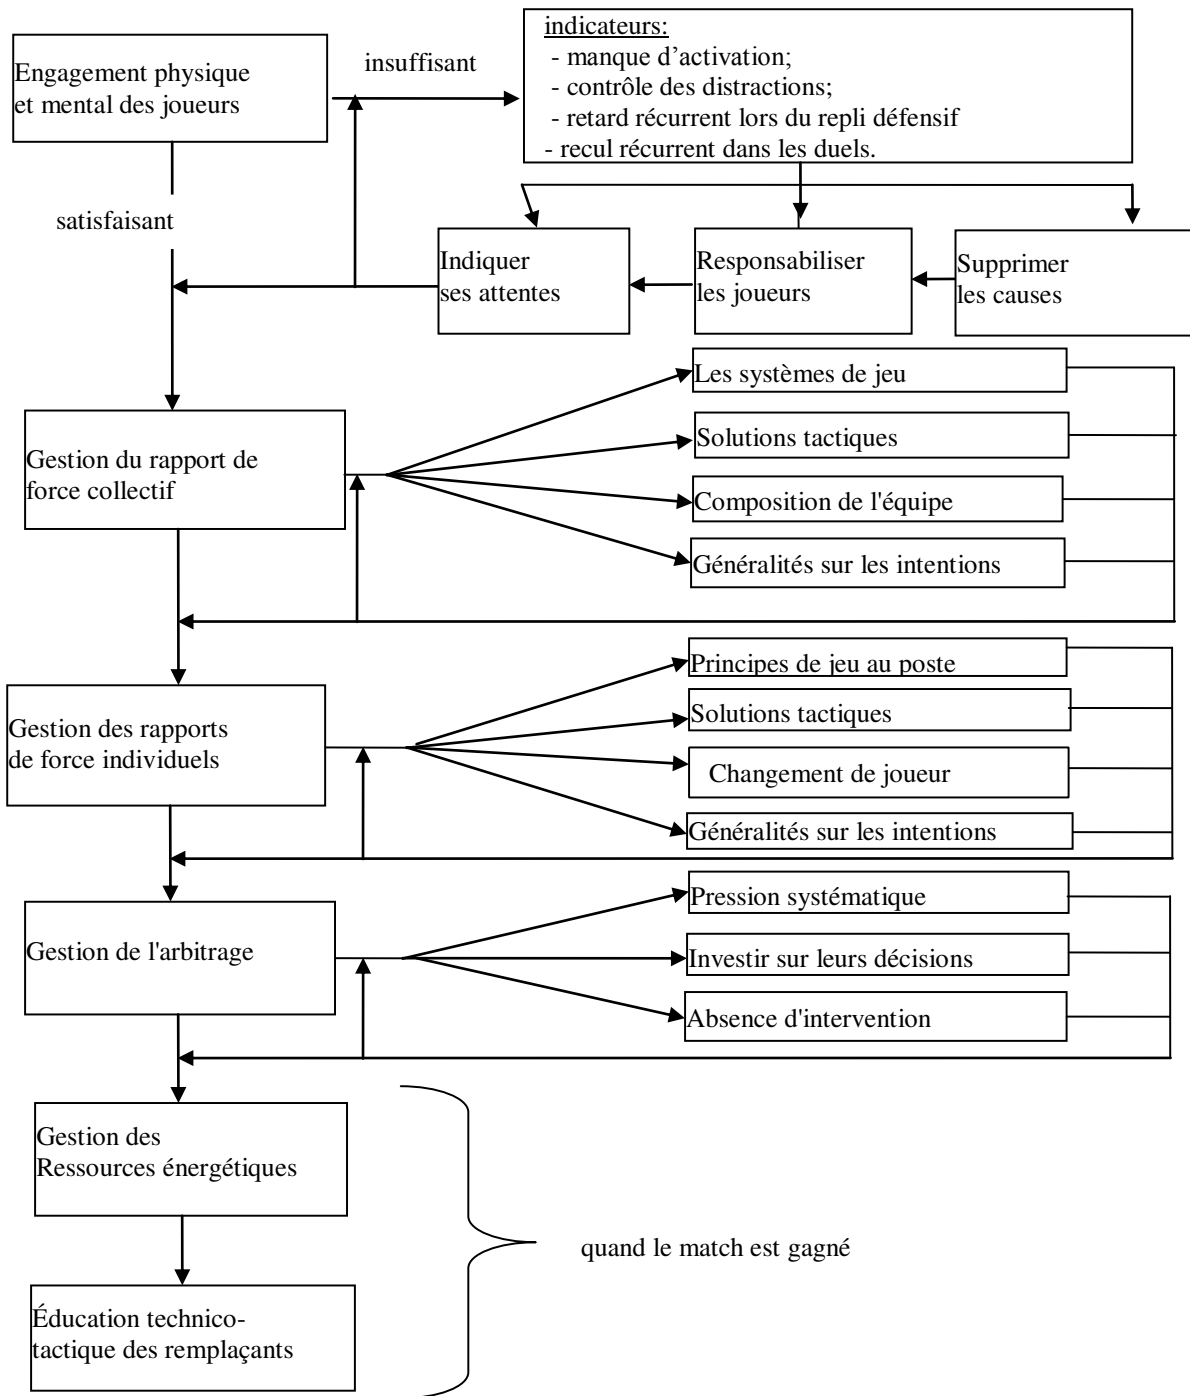 Engagement physique
et mental des joueurs
insuffisant
indicateurs:
- manque d'activation;
- contrôle des distractions;
- retard récurrent lors du repli défensif
- recul récurrent dans les duels.
satisfaisant
Indiquer
ses attentes
Responsabiliser
les joueurs
Supprimer
les causes
Gestion du rapport de
force collectif
Les systèmes de jeu
Solutions tactiques
Composition de l'équipe
Généralités sur les intentions
Gestion des rapports
de force individuels
Principes de jeu au poste
Solutions tactiques
Changement de joueur
Généralités sur les intentions
Gestion de l'arbitrage
Pression systématique
Investir sur leurs décisions
Absence d'intervention
Gestion des
Ressources énergétiques
quand le match est gagné
Éducation technico-
tactique des remplaçants